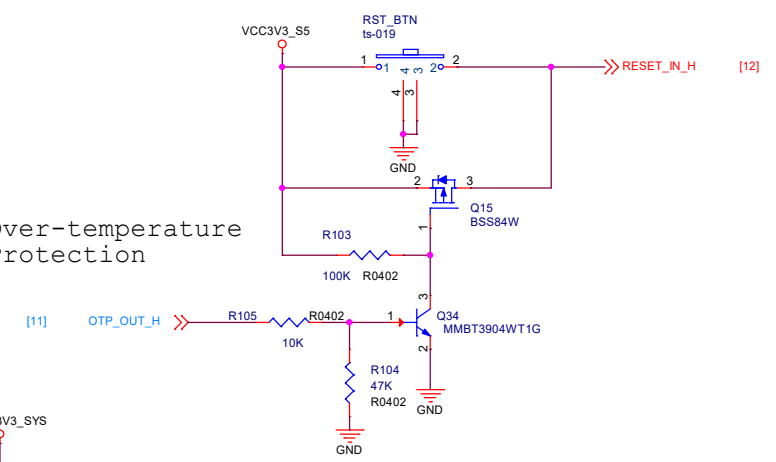 RST_BTN
ts-019
VCC3V3_S5
1
1
4
3
2
2
RESET_IN_H
[12]
4
3
GND
2
3
Q15
BSS84W
1
Over-temperature
Protection
R103
100K
R0402
3
[11]
OTP_OUT_H
R105
R0402
1
Q34
MMBT3904WT1G
10K
2
R104
47K
R0402
GND
GND
3V3_SYS